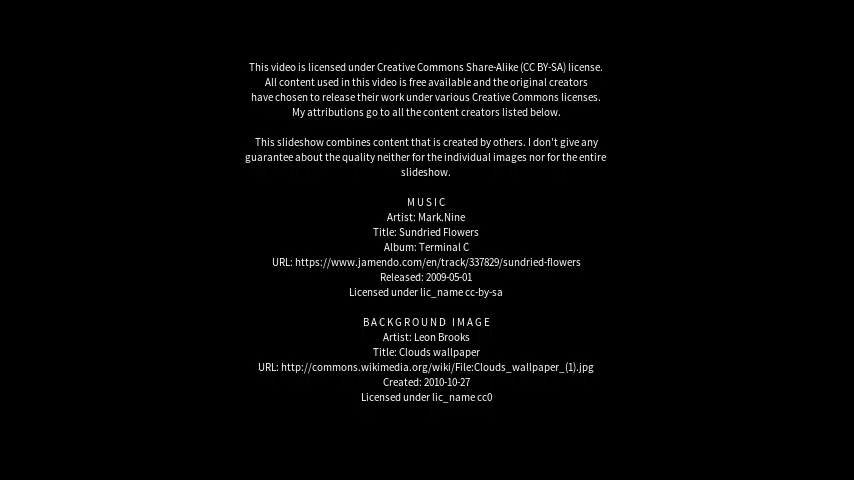 This video is licensed under Creative Commons Share-Alike (CC BY-SA) license.
All content used in this video is free available and the original creators
have chosen to release their work under various Creative Commons licenses.
My attributions go to all the content creators listed below.
This slideshow combines content that is created by others. I don't give any
guarantee about the quality neither for the individual images nor for the entire
slideshow.
MUSIC
Artist: Mark.Nine
Title: Sundried Flowers
Album: Terminal C
URL: https://www.jamendo.com/en/track/337829/sundried-flowers
Released: 2009-05-01
Licensed under lic_name cc-by-sa
BACKGROUND IMAGE
Artist: Leon Brooks
Title: Clouds wallpaper
URL: http://commons.wikimedia.org/wiki/File:Clouds_wallpaper_(1).jpg
Created: 2010-10-27
Licensed under lic_name cc0